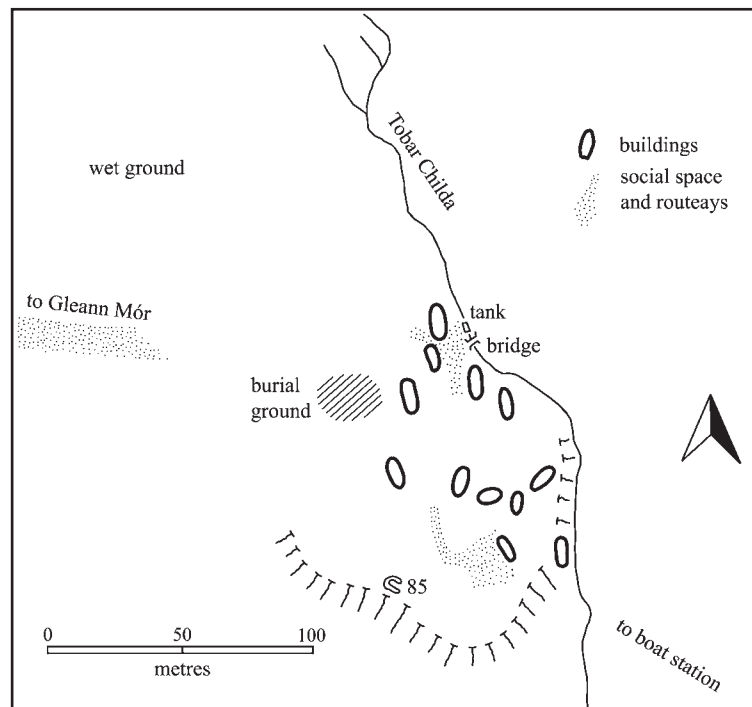 Tobar Childa
wet ground
buildings
social space
and routeays
to Gleann Mór
tank
bridge
burial
ground
85
0 50 100
metres
to boat station